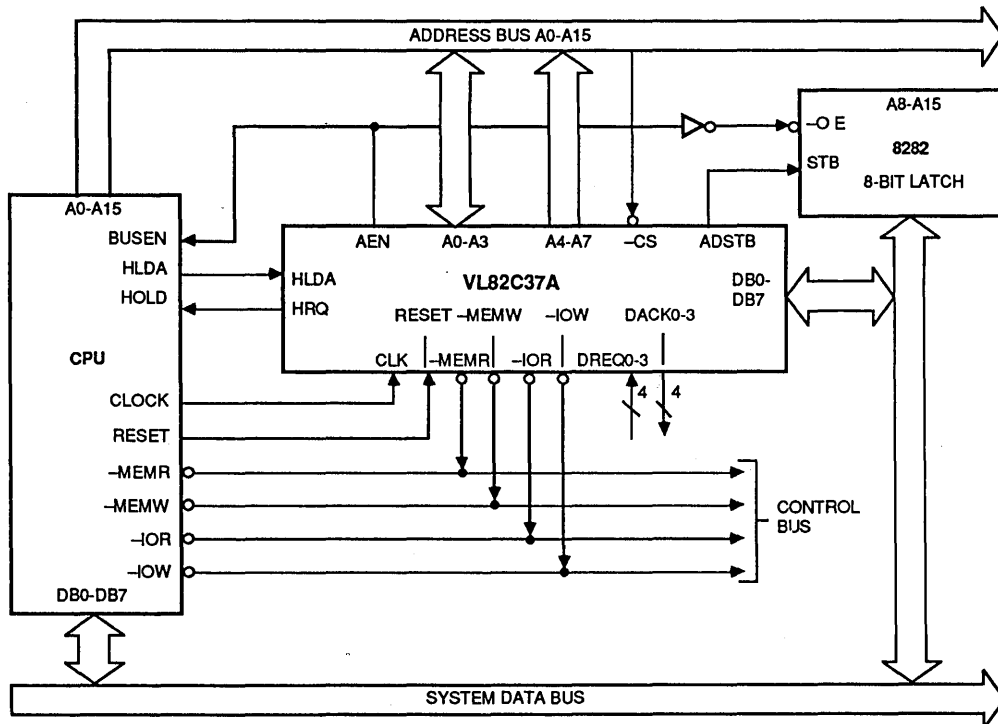 ADDRESS BUS A0-A15
A8-A15
–O E
8282
STB
8-BIT LATCH
A0-A15
BUSEN
HLDA
HOLD
CPU
CLOCK
RESET
–MEMR
–MEMW
–IOR
–IOW
DB0-DB7
AEN
A0-A3
A4-A7
–CS
ADSTB
HLDA
VL82C37A
DB0-
DB7
HRQ
RESET –MEMW
–IOW
DACK0-3
CLK
–MEMR
–IOR
DREQ0-3
4
4
CONTROL
BUS
SYSTEM DATA BUS